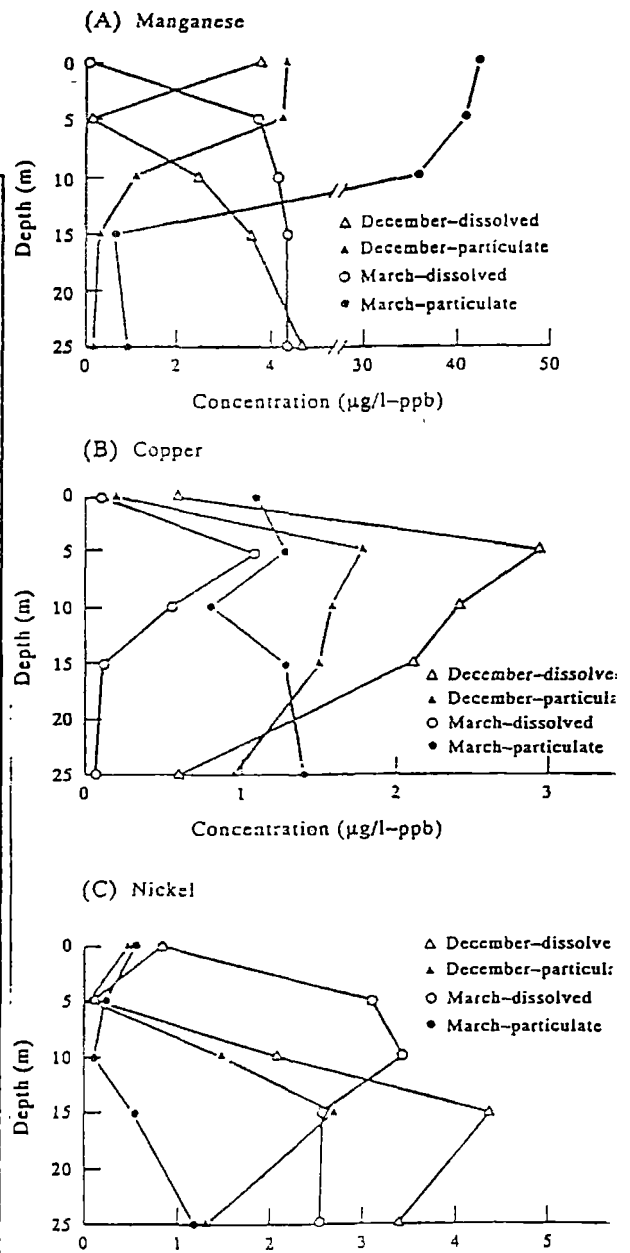 (A) Manganese
0
5
10
15
20
25
Depth (m)
△ December–dissolved
▲ December–particulate
○ March–dissolved
● March–particulate
0 2 4 30 40 50
Concentration (μg/l–ppb)
(B) Copper
0
5
10
15
20
25
Depth (m)
△ December–dissolve
▲ December–particula
○ March–dissolved
● March–particulate
0 1 2 3
Concentration (μg/l–ppb)
(C) Nickel
0
5
10
15
20
25
Depth (m)
△ December–dissolve
▲ December–particula
○ March–dissolved
● March–particulate
0 1 2 3 4 5